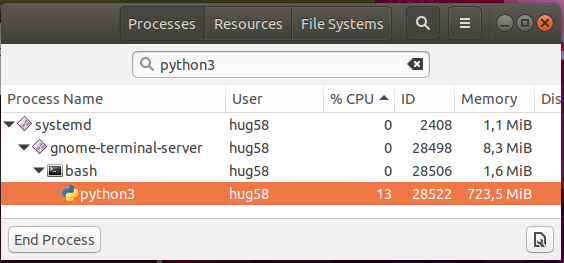 Processes Resources File Systems
python3
Process Name User % CPU ID Memory Dis
systemd hug58 0 2408 1,1 MiB
gnome-terminal-server hug58 0 28498 8,3 MiB
bash hug58 0 28506 1,6 MiB
python3 hug58 13 28522 723,5 MiB
End Process